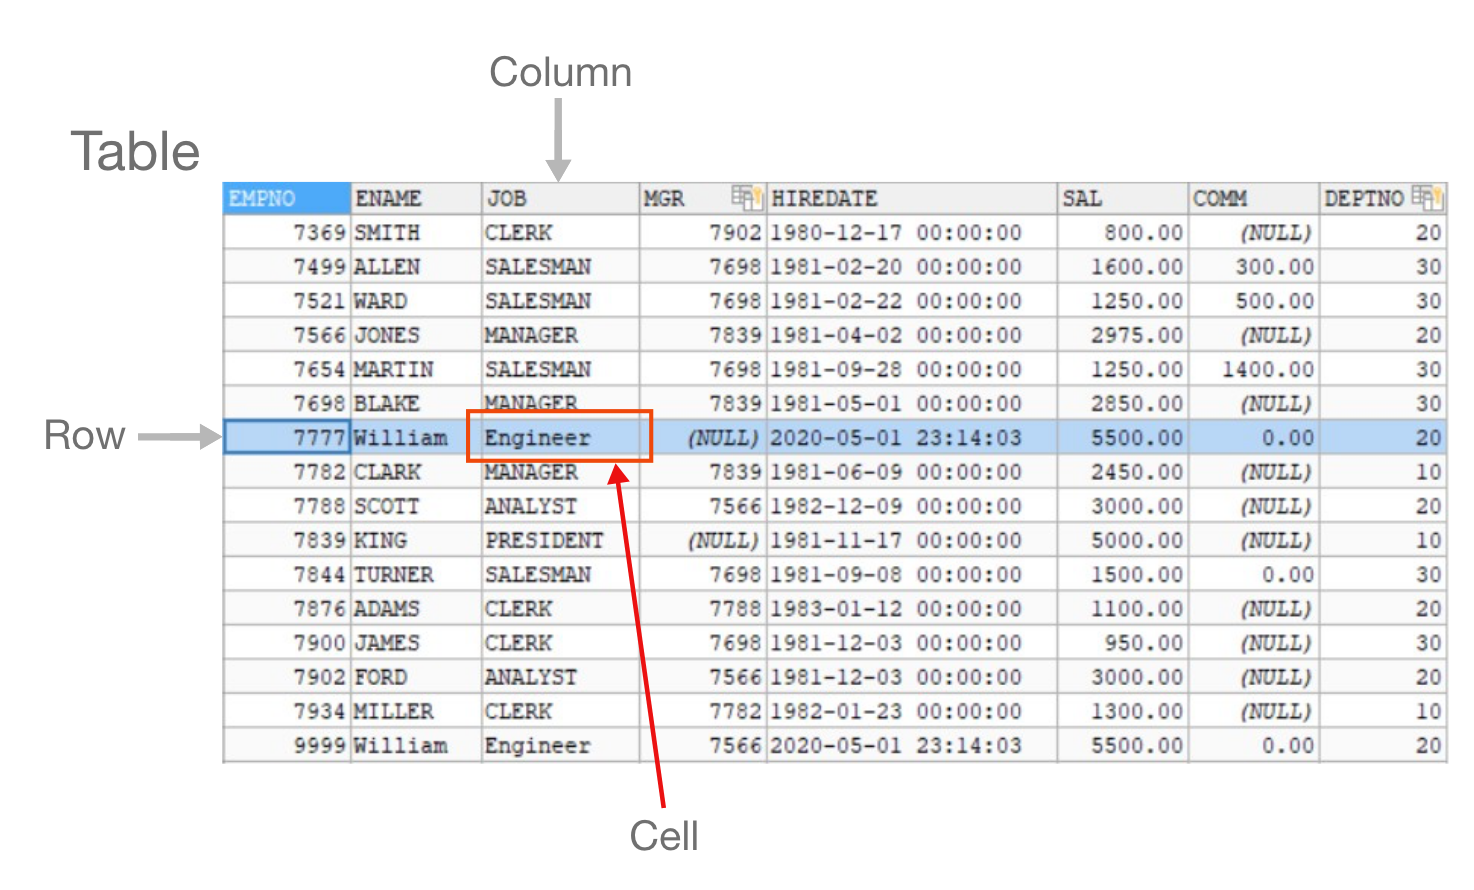 Column
Table
EMPNO ENAME JOB MGR HIREDATE SAL COMM DEPTNO
7369 SMITH CLERK 7902 1980-12-17 00:00:00 800.00 (NULL) 20
7499 ALLEN SALESMAN 7698 1981-02-20 00:00:00 1600.00 300.00 30
7521 WARD SALESMAN 7698 1981-02-22 00:00:00 1250.00 500.00 30
7566 JONES MANAGER 7839 1981-04-02 00:00:00 2975.00 (NULL) 20
7654 MARTIN SALESMAN 7698 1981-09-28 00:00:00 1250.00 1400.00 30
7698 BLAKE MANAGER 7839 1981-05-01 00:00:00 2850.00 (NULL) 30
Row
7777 William Engineer (NULL) 2020-05-01 23:14:03 5500.00 0.00 20
7782 CLARK MANAGER 7839 1981-06-09 00:00:00 2450.00 (NULL) 10
7788 SCOTT ANALYST 7566 1982-12-09 00:00:00 3000.00 (NULL) 20
7839 KING PRESIDENT (NULL) 1981-11-17 00:00:00 5000.00 (NULL) 10
7844 TURNER SALESMAN 7698 1981-09-08 00:00:00 1500.00 0.00 30
7876 ADAMS CLERK 7788 1983-01-12 00:00:00 1100.00 (NULL) 20
7900 JAMES CLERK 7698 1981-12-03 00:00:00 950.00 (NULL) 30
7902 FORD ANALYST 7566 1981-12-03 00:00:00 3000.00 (NULL) 20
7934 MILLER CLERK 7782 1982-01-23 00:00:00 1300.00 (NULL) 10
9999 William Engineer 7566 2020-05-01 23:14:03 5500.00 0.00 20
Cell